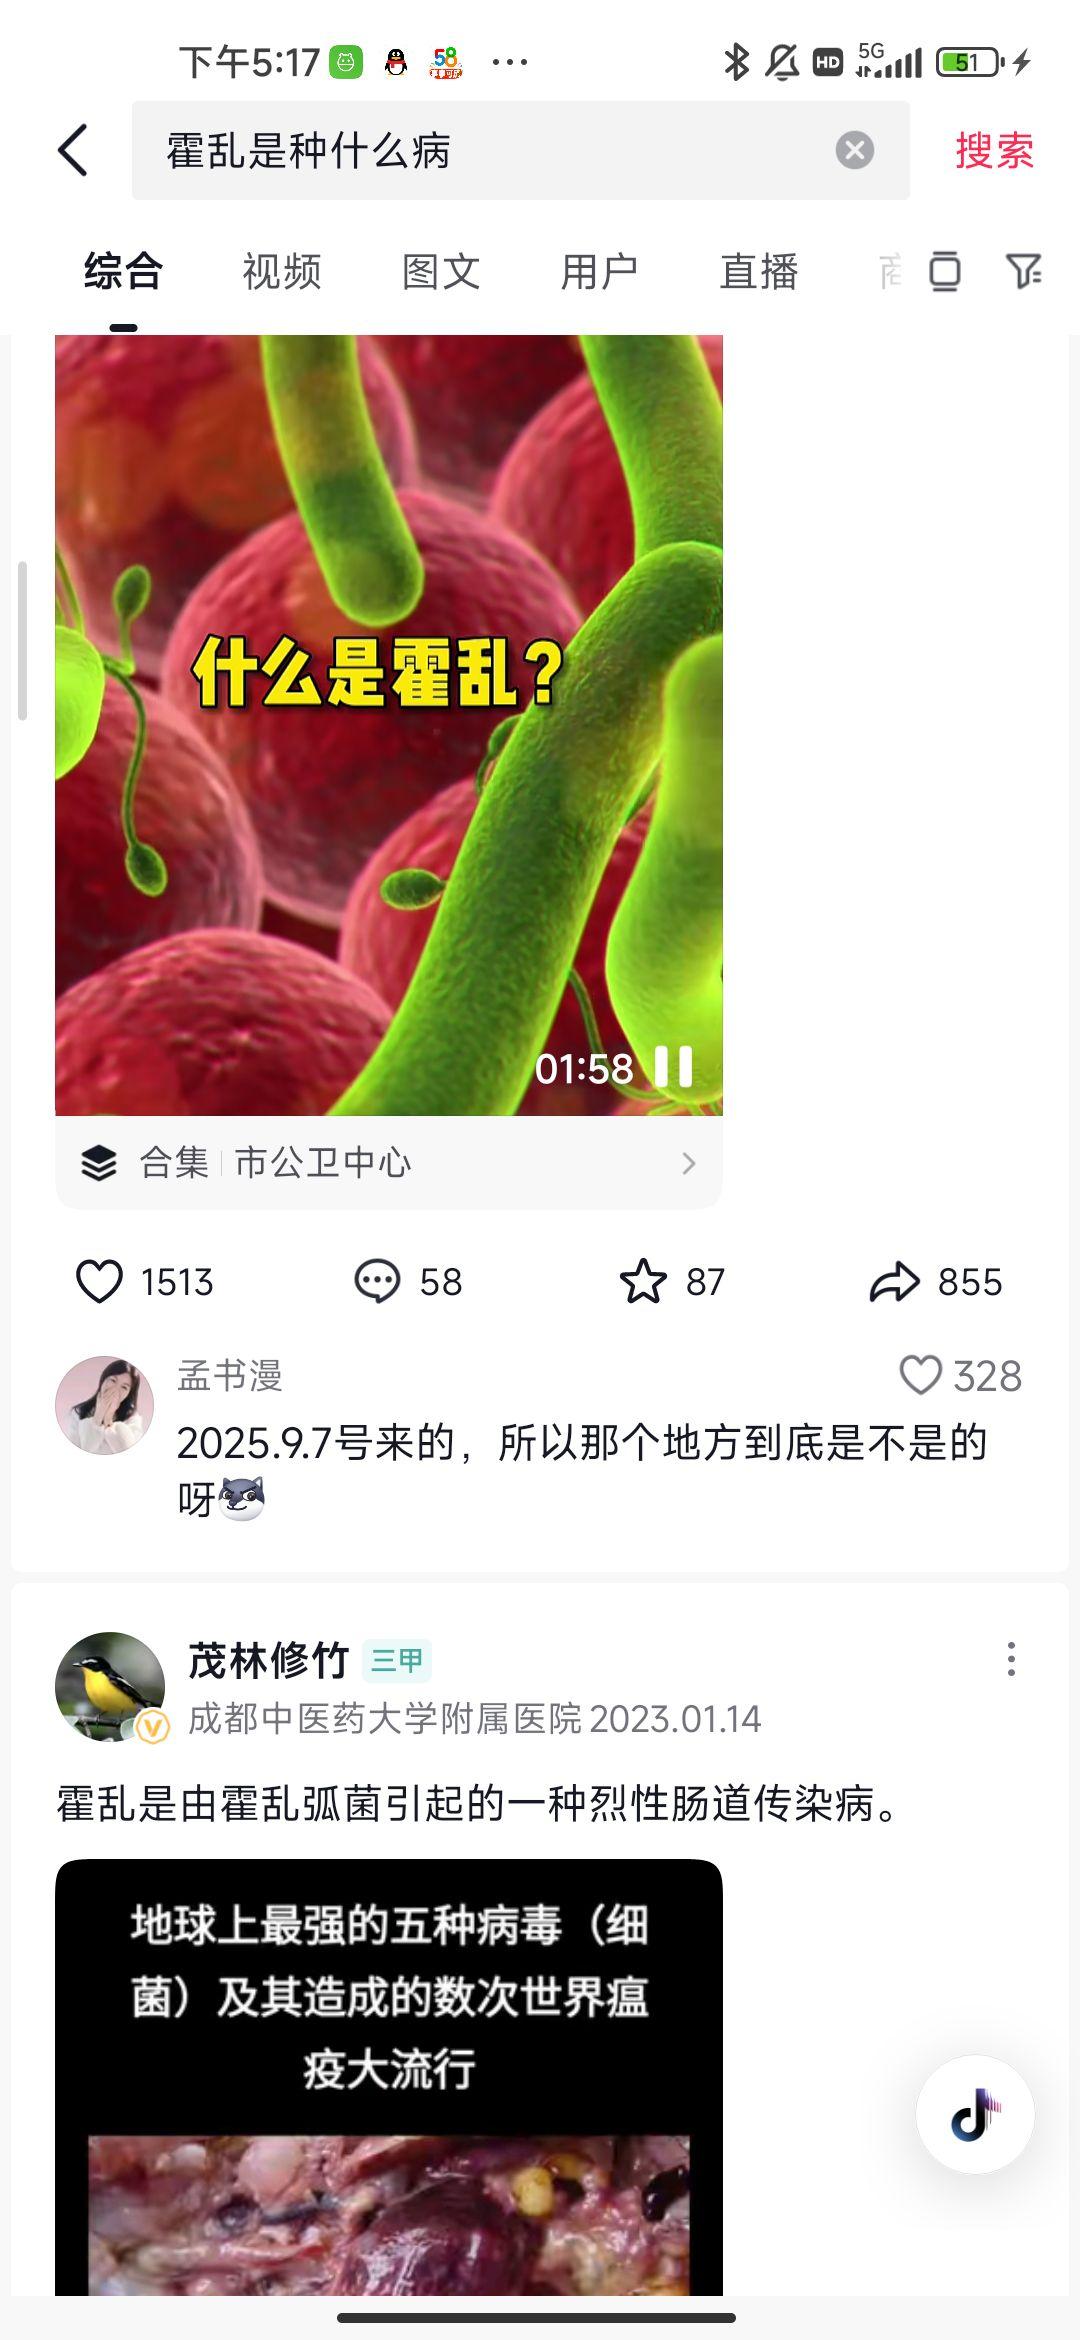 下午5:17
58
HD
5G
51
霍乱是种什么病
搜索
综合
视频
图文
用户
直播
什么是霍乱?
01:58
合集
市公卫中心
1513
58
87
855
孟书漫
328
2025.9.7号来的，所以那个地方到底是不是的
呀
茂林修竹
三甲
成都中医药大学附属医院 2023.01.14
霍乱是由霍乱弧菌引起的一种烈性肠道传染病。
地球上最强的五种病毒（细
菌）及其造成的数次世界瘟
疫大流行